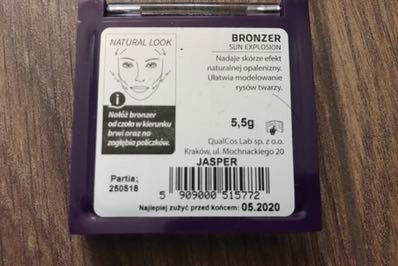 NATURAL LOOK
i
Nałóż bronzer
od czoła w kierunku
brwi oraz na
zagłębia policzków.
BRONZER
SUN EXPLOSION
Nadaje skórze efekt
naturalnej opalenizny.
Ułatwia modelowanie
rysów twarzy.
5,5g
QualCos Lab sp. z o.o.
Kraków, ul. Mochnackiego 20
JASPER
Partia:
250518
5 909000 515772
Najlepiej zużyć przed końcem: 05.2020